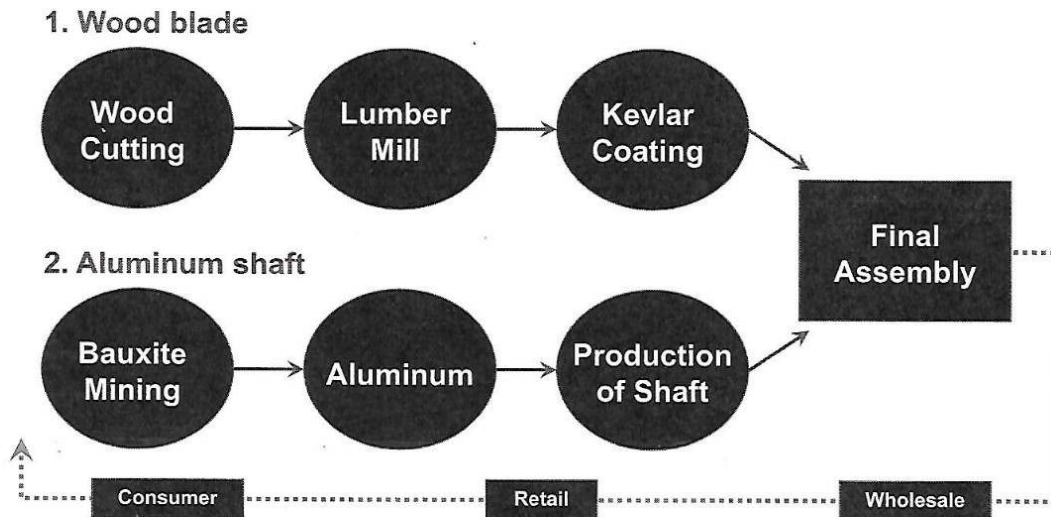 1. Wood blade
Wood
Cutting
Lumber
Mill
Kevlar
Coating
Final
Assembly
2. Aluminum shaft
Bauxite
Mining
Aluminum
Production
of Shaft
Consumer
Retail
Wholesale